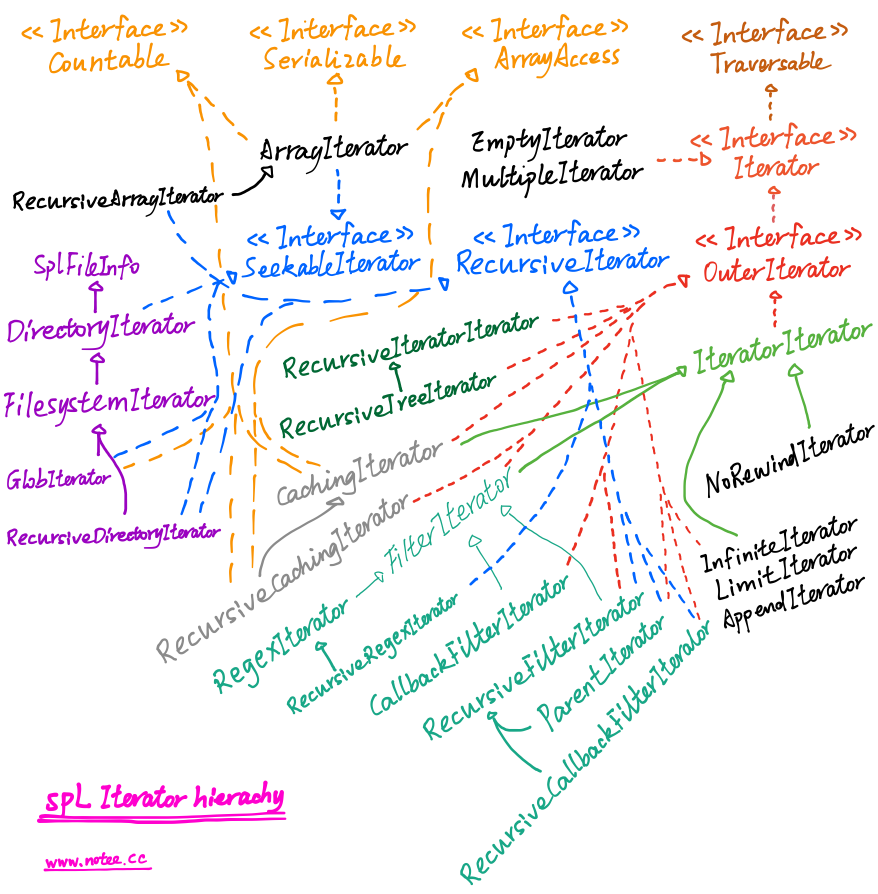 << Interface >>
Countable
<< Interface >>
Serializable
<< Interface >>
ArrayAccess
<< Interface >>
Traversable
ArrayIterator
EmptyIterator
MultipleIterator
<< Interface >>
Iterator
RecursiveArrayIterator
<< Interface >>
SeekableIterator
<< Interface >>
RecursiveIterator
<< Interface >>
OuterIterator
SplFileInfo
DirectoryIterator
RecursiveIteratorIterator
IteratorIterator
FilesystemIterator
RecursiveTreeIterator
GlobIterator
CachingIterator
NoRewindIterator
RecursiveDirectoryIterator
RecursiveCachingIterator
FilterIterator
InfiniteIterator
LimitIterator
AppendIterator
RegexIterator
RecursiveRegexIterator
CallbackFilterIterator
RecursiveFilterIterator
ParentIterator
RecursiveCallbackFilterIterator
spL Iterator hierachy
www.notee.cc